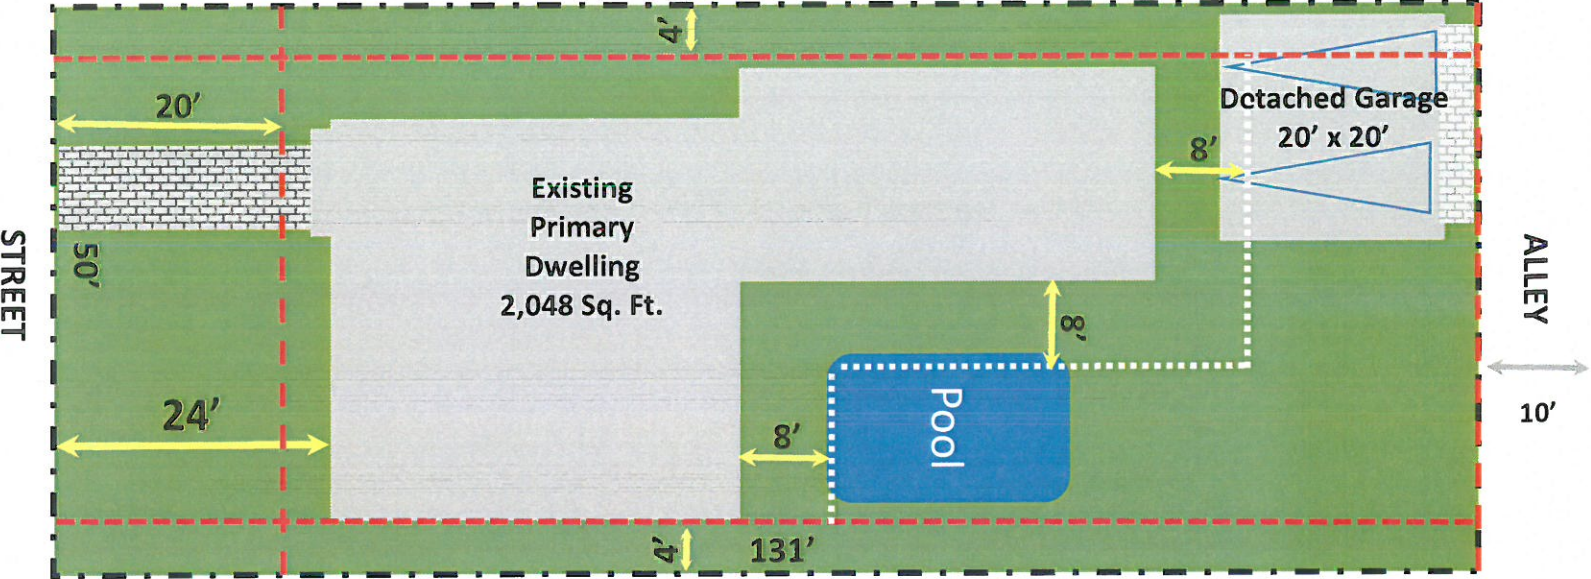 4'
20'
Detached Garage
20' x 20'
8'
Existing
Primary
Dwelling
2,048 Sq. Ft.
STREET
50'
ALLEY
8'
24'
Pool
10'
8'
4'
131'